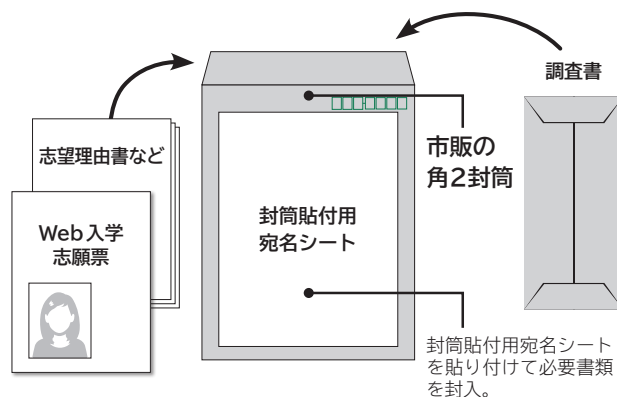 調査書
志望理由書など
Web入学
志願票
市販の
角2封筒
封筒貼付用
宛名シート
封筒貼付用宛名シート
を貼り付けて必要書類
を封入。